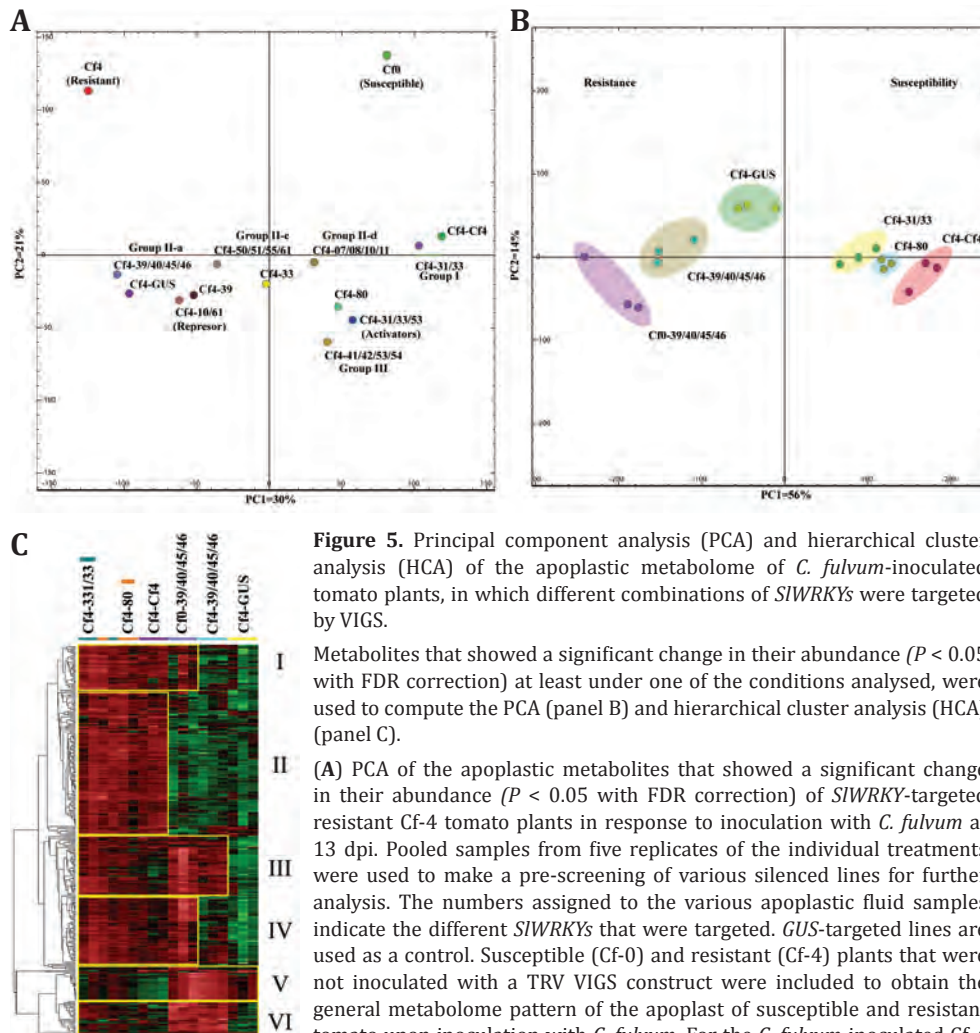 A
Cf4
(Resistant)
Cf0
(Susceptible)
Group II-a
Cf4-39/40/45/46
Cf4-GUS
Cf4-39
Cf4-10/61
(Represor)
Group II-c
Cf4-50/51/55/61
Cf4-33
Group II-d
Cf4-07/08/10/11
Cf4-Cf4
Cf4-31/33
Group I
Cf4-80
Cf4-31/33/53
(Activators)
Cf4-41/42/53/54
Group III
PC2=21%
PC1=30%
B
Resistance
Susceptibility
Cf4-GUS
Cf4-31/33
Cf4-80
Cf4-Cf4
Cf4-39/40/45/46
Cf0-39/40/45/46
PC2=14%
PC1=56%
C
Cf4-331/33
Cf4-80
Cf4-Cf4
Cf0-39/40/45/46
Cf4-39/40/45/46
Cf4-GUS
I
II
III
IV
V
VI
Figure 5. Principal component analysis (PCA) and hierarchical cluster
analysis (HCA) of the apoplastic metabolome of C. fulvum-inoculated
tomato plants, in which different combinations of SlWRKYs were targeted
by VIGS.
Metabolites that showed a significant change in their abundance (P < 0.05
with FDR correction) at least under one of the conditions analysed, were
used to compute the PCA (panel B) and hierarchical cluster analysis (HCA)
(panel C).
(A) PCA of the apoplastic metabolites that showed a significant change
in their abundance (P < 0.05 with FDR correction) of SlWRKY-targeted
resistant Cf-4 tomato plants in response to inoculation with C. fulvum at
13 dpi. Pooled samples from five replicates of the individual treatments
were used to make a pre-screening of various silenced lines for further
analysis. The numbers assigned to the various apoplastic fluid samples
indicate the different SlWRKYs that were targeted. GUS-targeted lines are
used as a control. Susceptible (Cf-0) and resistant (Cf-4) plants that were
not inoculated with a TRV VIGS construct were included to obtain the
general metabolome pattern of the apoplast of susceptible and resistant
tomato upon inoculation with C. fulvum. For the C. fulvum inoculated